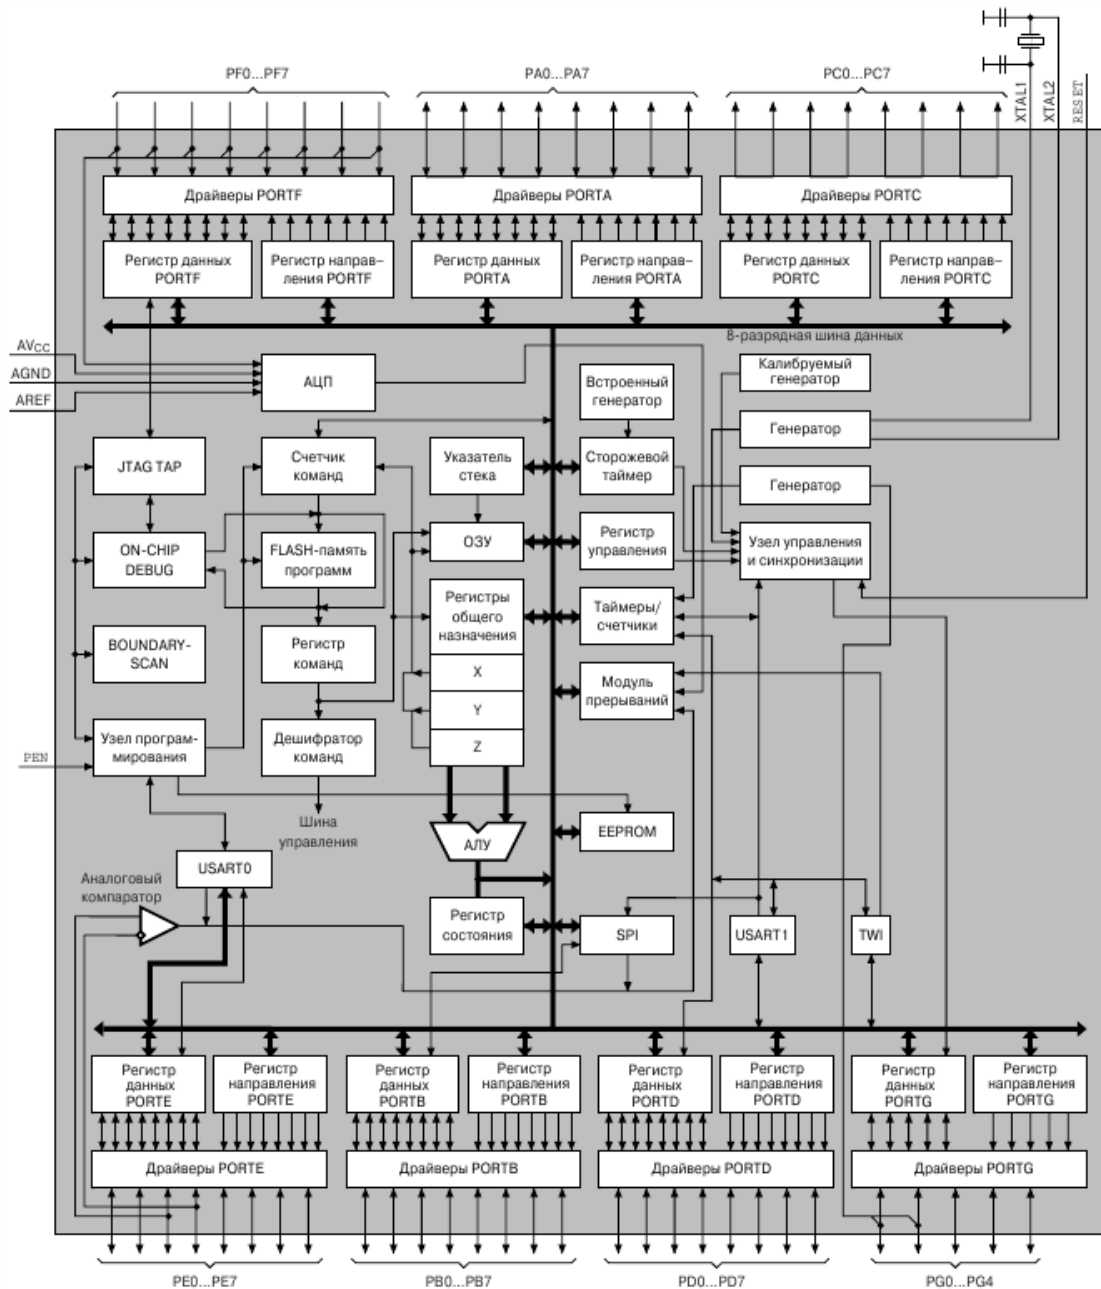 PF0...PF7
PA0...PA7
PC0...PC7
XTAL1
XTAL2
RESET
Драйверы PORTF
Драйверы PORTA
Драйверы PORTC
Регистр данных
PORTF
Регистр направ–
ления PORTF
Регистр данных
PORTA
Регистр направ–
ления PORTA
Регистр данных
PORTC
Регистр направ–
ления PORTC
8-разрядная шина данных
AVCC
AGND
AREF
АЦП
Встроенный
генератор
Калибруемый
генератор
Генератор
JTAG TAP
Счетчик
команд
Указатель
стека
Сторожевой
таймер
Генератор
ON-CHIP
DEBUG
FLASH-память
программ
ОЗУ
Регистр
управления
Узел управления
и синхронизации
Регистры
общего
назначения
Таймеры/
счетчики
BOUNDARY-
SCAN
Регистр
команд
X
Y
Z
Модуль
прерываний
PEN
Узел програм-
мирования
Дешифратор
команд
Шина
управления
АЛУ
EEPROM
USART0
Аналоговый
компаратор
Регистр
состояния
SPI
USART1
TWI
Регистр
данных
PORTE
Регистр
направления
PORTE
Регистр
данных
PORTB
Регистр
направления
PORTB
Регистр
данных
PORTD
Регистр
направления
PORTD
Регистр
данных
PORTG
Регистр
направления
PORTG
Драйверы PORTE
Драйверы PORTB
Драйверы PORTD
Драйверы PORTG
PE0...PE7
PB0...PB7
PD0...PD7
PG0...PG4